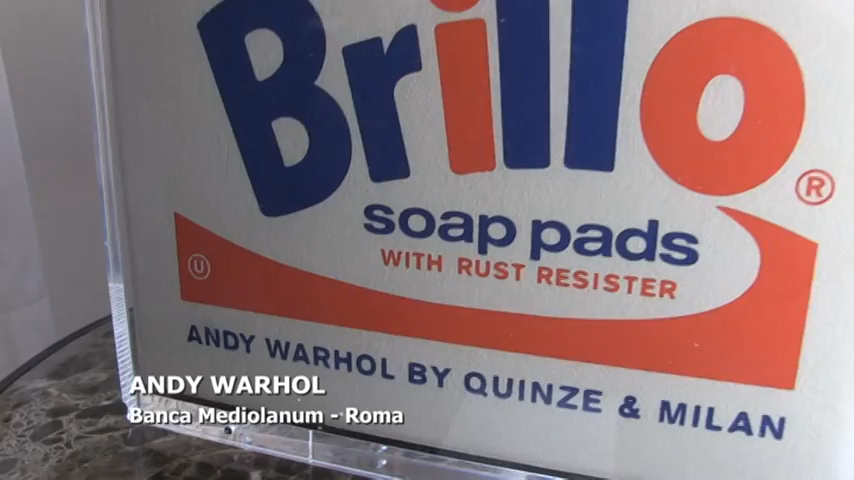 Brillo
®
soap pads
WITH RUST RESISTER
U
ANDY WARHOL BY QUINZE & MILAN
ANDY WARHOL
Banca Mediolanum - Roma